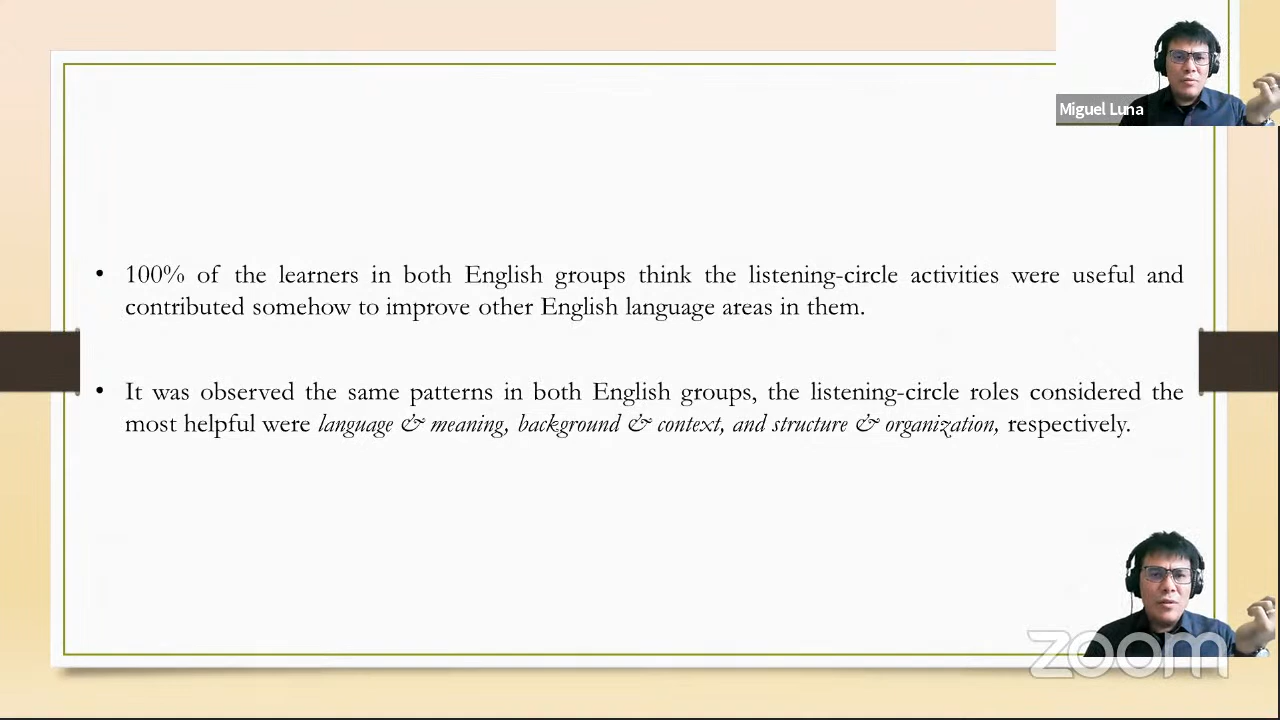 Miguel Luna
• 100% of the learners in both English groups think the listening-circle activities were useful and
contributed somehow to improve other English language areas in them.
• It was observed the same patterns in both English groups, the listening-circle roles considered the
most helpful were language & meaning, background & context, and structure & organization, respectively.
zoom